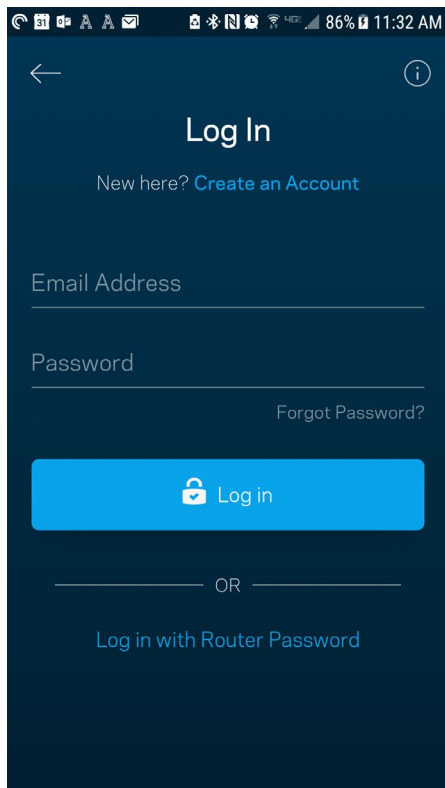 86% 11:32 AM
Log In
New here? Create an Account
Email Address
Password
Forgot Password?
Log in
OR
Log in with Router Password